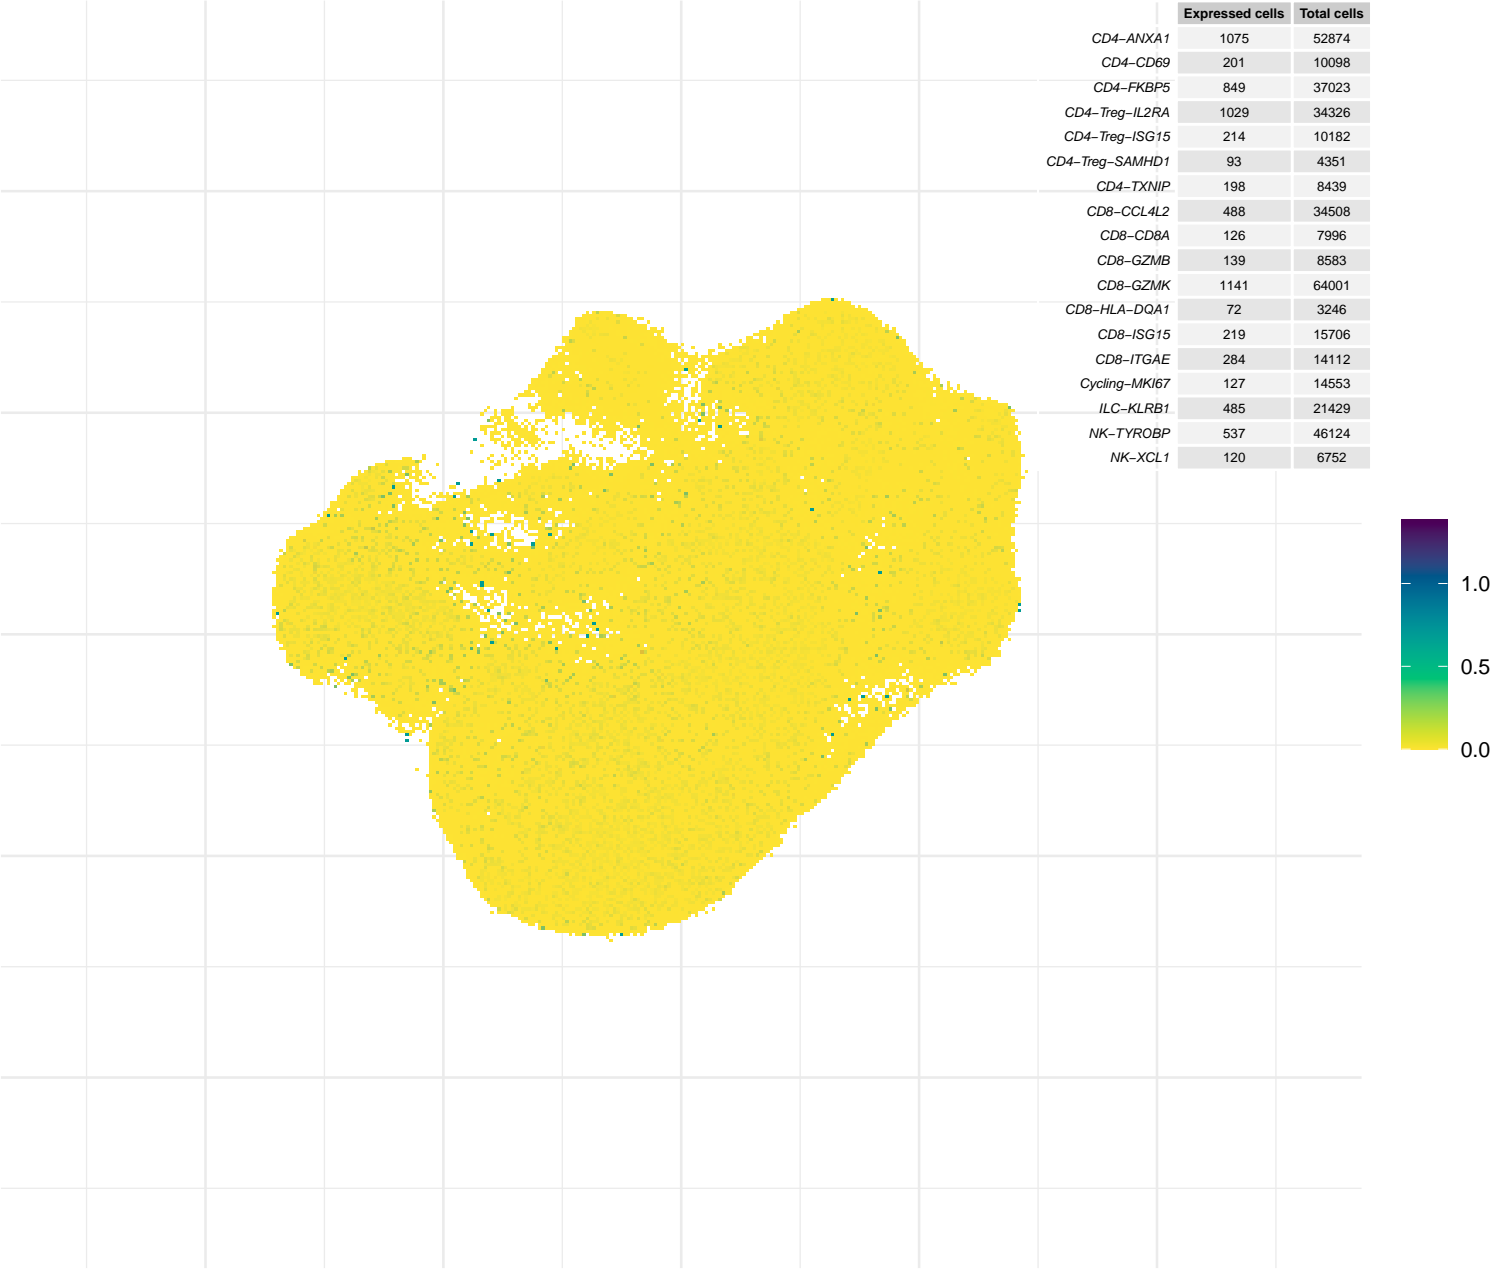 Expressed cells Total cells
CD4−ANXA1 1075 52874
CD4−CD69 201 10098
CD4−FKBP5 849 37023
CD4−Treg−IL2RA 1029 34326
CD4−Treg−ISG15 214 10182
CD4−Treg−SAMHD1 93 4351
CD4−TXNIP 198 8439
CD8−CCL4L2 488 34508
CD8−CD8A 126 7996
CD8−GZMB 139 8583
CD8−GZMK 1141 64001
CD8−HLA−DQA1 72 3246
CD8−ISG15 219 15706
CD8−ITGAE 284 14112
Cycling−MKI67 127 14553
ILC−KLRB1 485 21429
NK−TYROBP 537 46124
NK−XCL1 120 6752
1.0
0.5
0.0